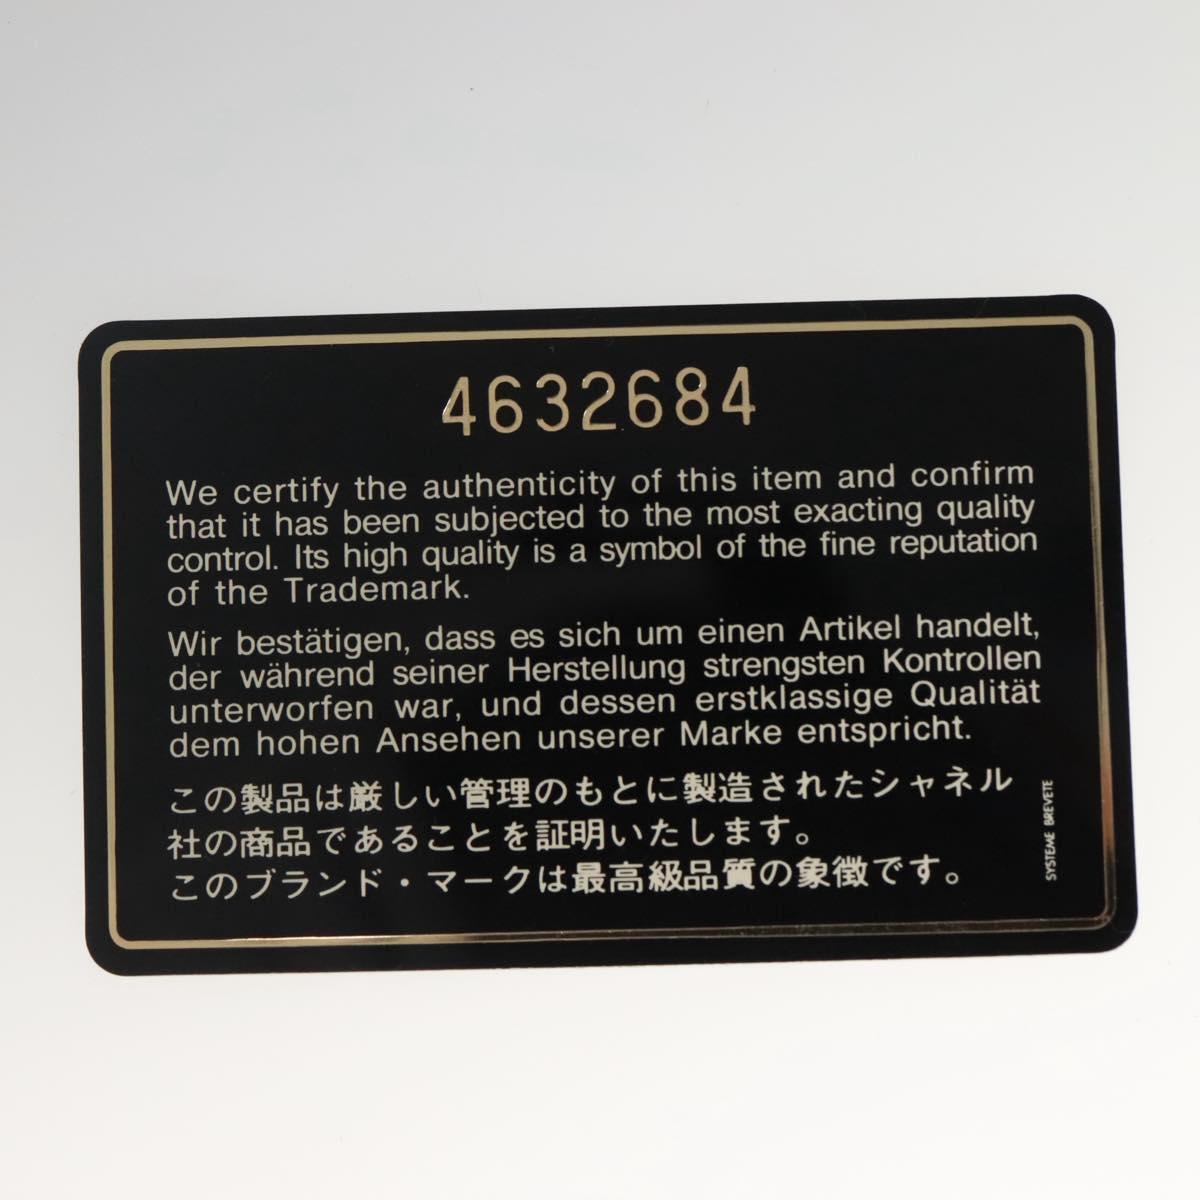 4632684
We certify the authenticity of this item and confirm
that it has been subjected to the most exacting quality
control. Its high quality is a symbol of the fine reputation
of the Trademark.
Wir bestätigen, dass es sich um einen Artikel handelt,
der während seiner Herstellung strengsten Kontrollen
unterworfen war, und dessen erstklassige Qualität
dem hohen Ansehen unserer Marke entspricht.
この製品は厳しい管理のもとに製造されたシャネル
社の商品であることを証明いたします。
このブランド・マークは最高級品質の象徴です。
SYSTEME BREVETE